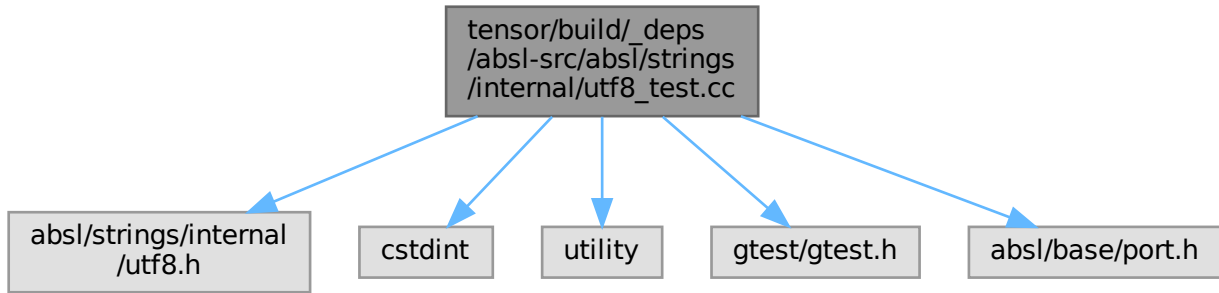 tensor/build/_deps
/absl-src/absl/strings
/internal/utf8_test.cc
absl/strings/internal
/utf8.h
cstdint
utility
gtest/gtest.h
absl/base/port.h